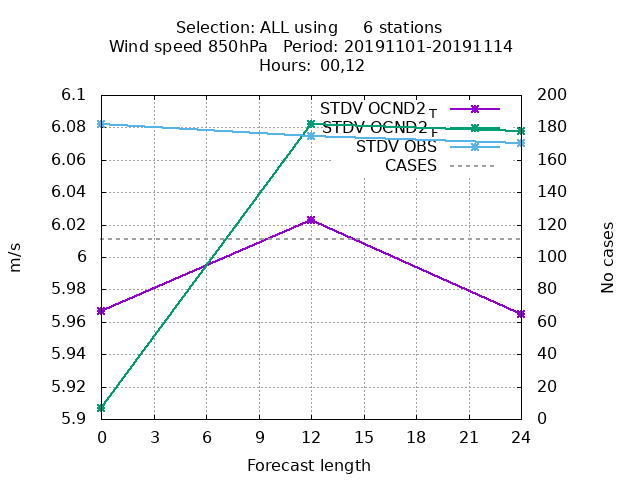 Selection: ALL using     6 stations
Wind speed 850hPa   Period: 20191101-20191114
Hours:  00,12
6.1
6.08
6.06
6.04
6.02
6
5.98
5.96
5.94
5.92
5.9
m/s
STDV OCND2_T
STDV OCND2_F
STDV OBS
CASES
200
180
160
140
120
100
80
60
40
20
0
No cases
0 3 6 9 12 15 18 21 24
Forecast length